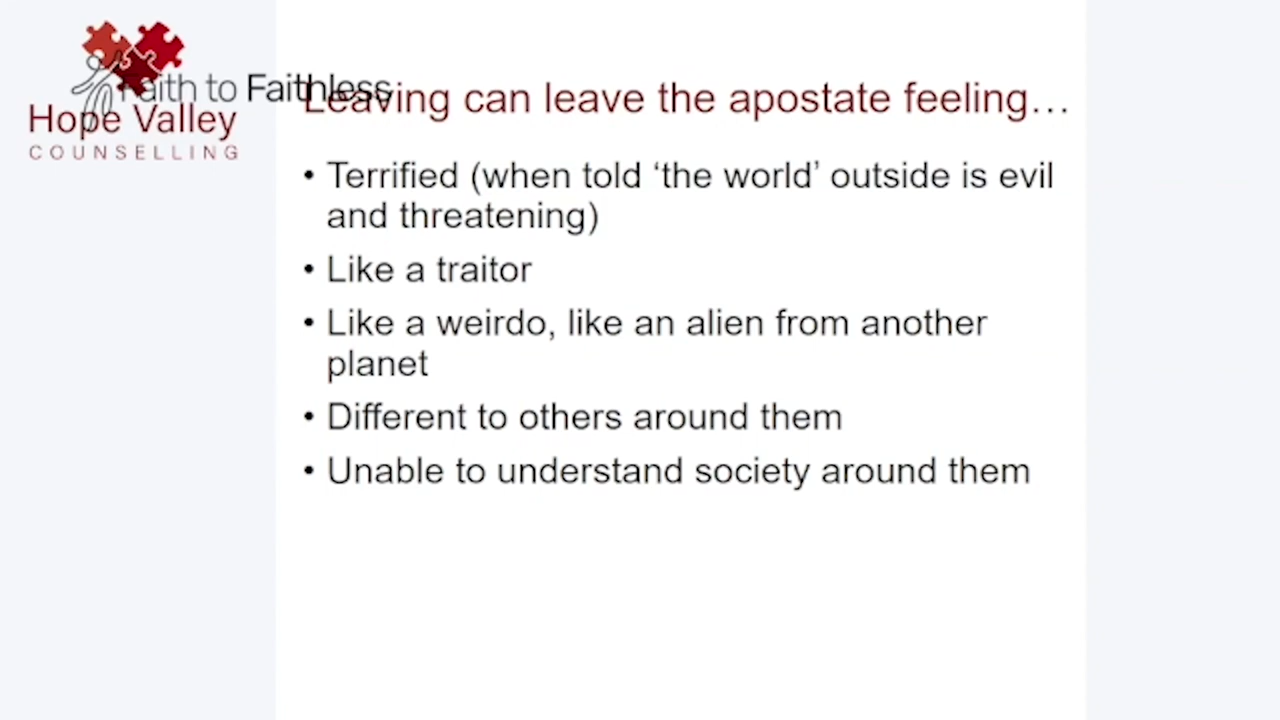 Faith to Faithless
Hope Valley
COUNSELLING
Leaving can leave the apostate feeling…
• Terrified (when told ‘the world’ outside is evil
and threatening)
• Like a traitor
• Like a weirdo, like an alien from another
planet
• Different to others around them
• Unable to understand society around them